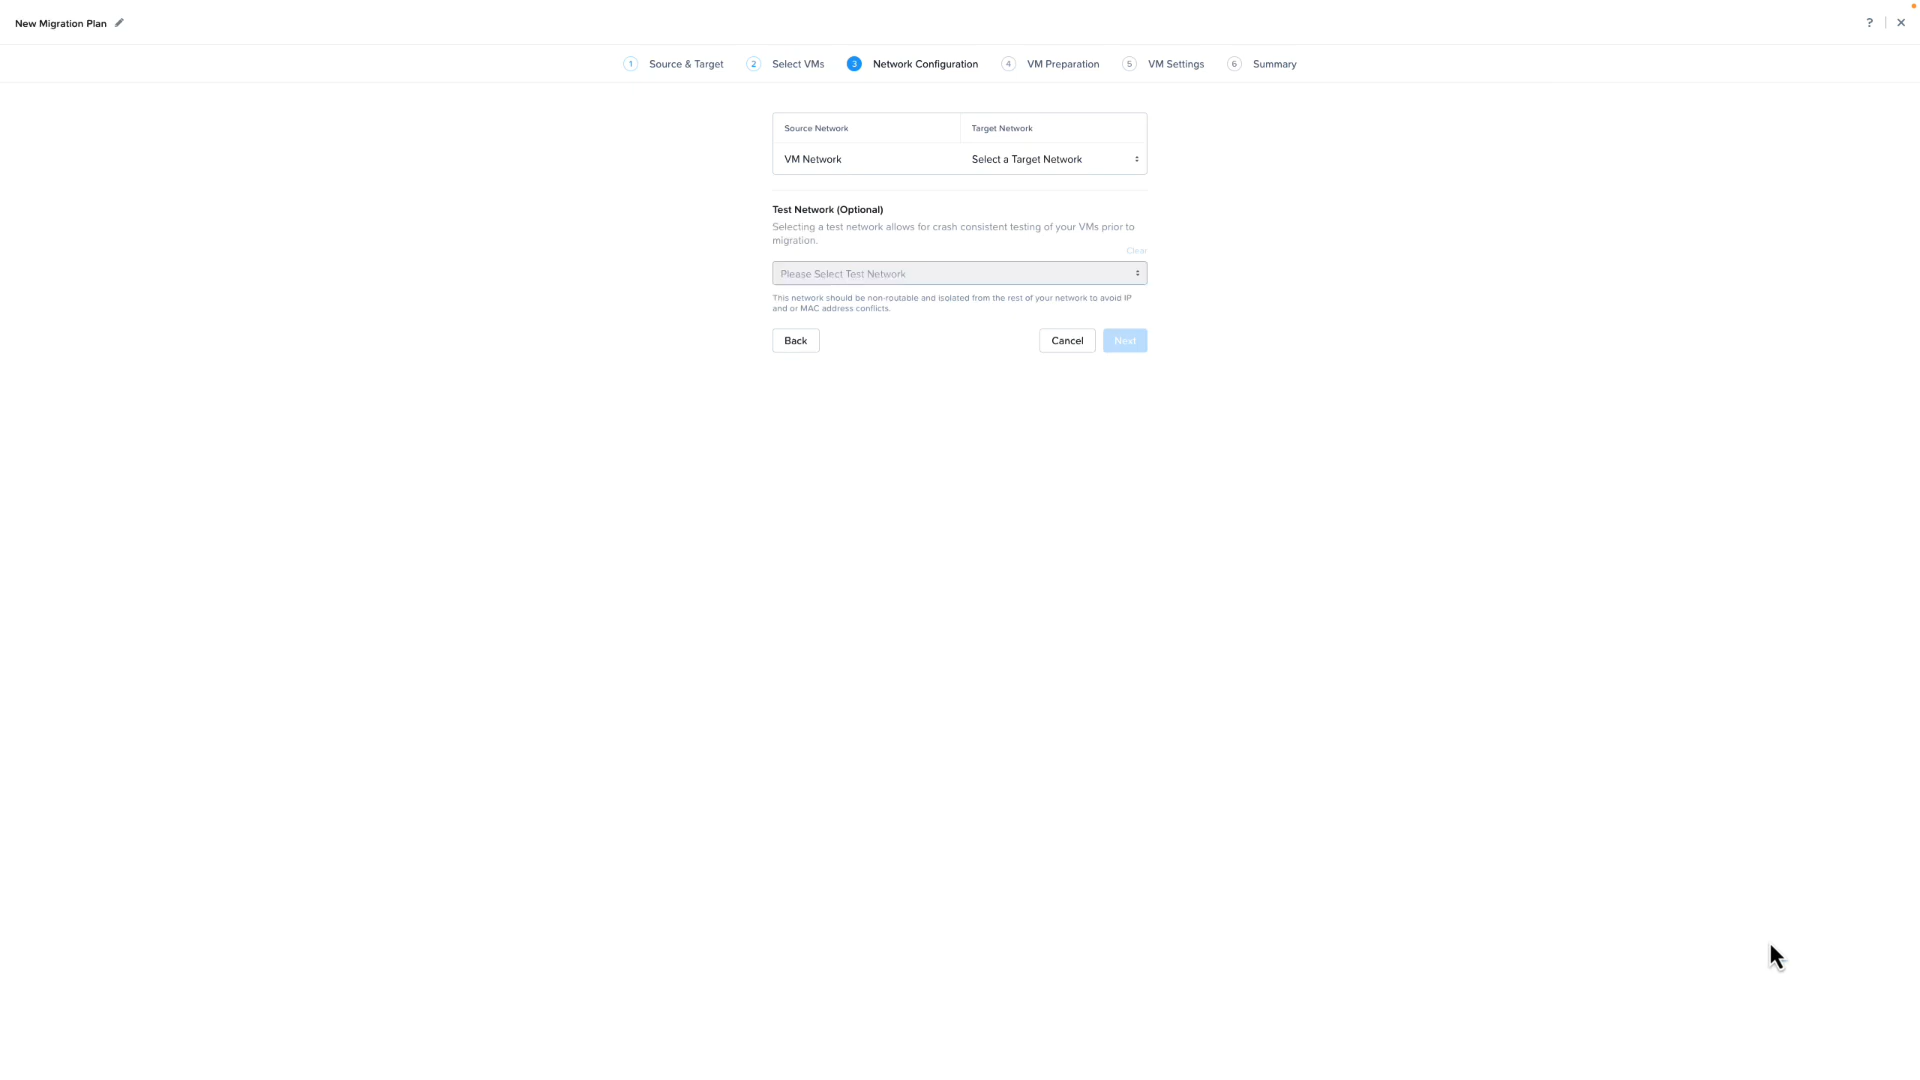 New Migration Plan
?
1 Source & Target 2 Select VMs 3 Network Configuration 4 VM Preparation 5 VM Settings 6 Summary
Source Network Target Network
VM Network Select a Target Network
Test Network (Optional)
Selecting a test network allows for crash consistent testing of your VMs prior to
migration.
Clear
Please Select Test Network
This network should be non-routable and isolated from the rest of your network to avoid IP
and or MAC address conflicts.
Back Cancel Next